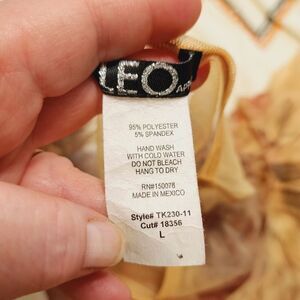 LEO
95% POLYESTER
5% SPANDEX
HAND WASH
WITH COLD WATER
DO NOT BLEACH
HANG TO DRY
RN#150078
MADE IN MEXICO
Style# TK230-11
Cut# 18356
L